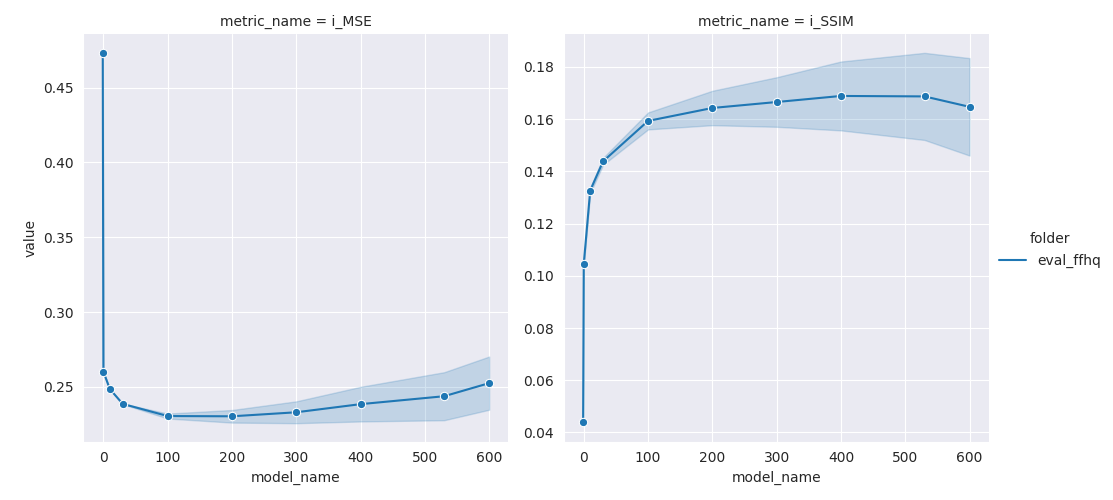 metric_name = i_MSE
metric_name = i_SSIM
value
0.45
0.40
0.35
0.30
0.25
0 100 200 300 400 500 600
model_name
0.18
0.16
0.14
0.12
0.10
0.08
0.06
0.04
0 100 200 300 400 500 600
model_name
folder
eval_ffhq